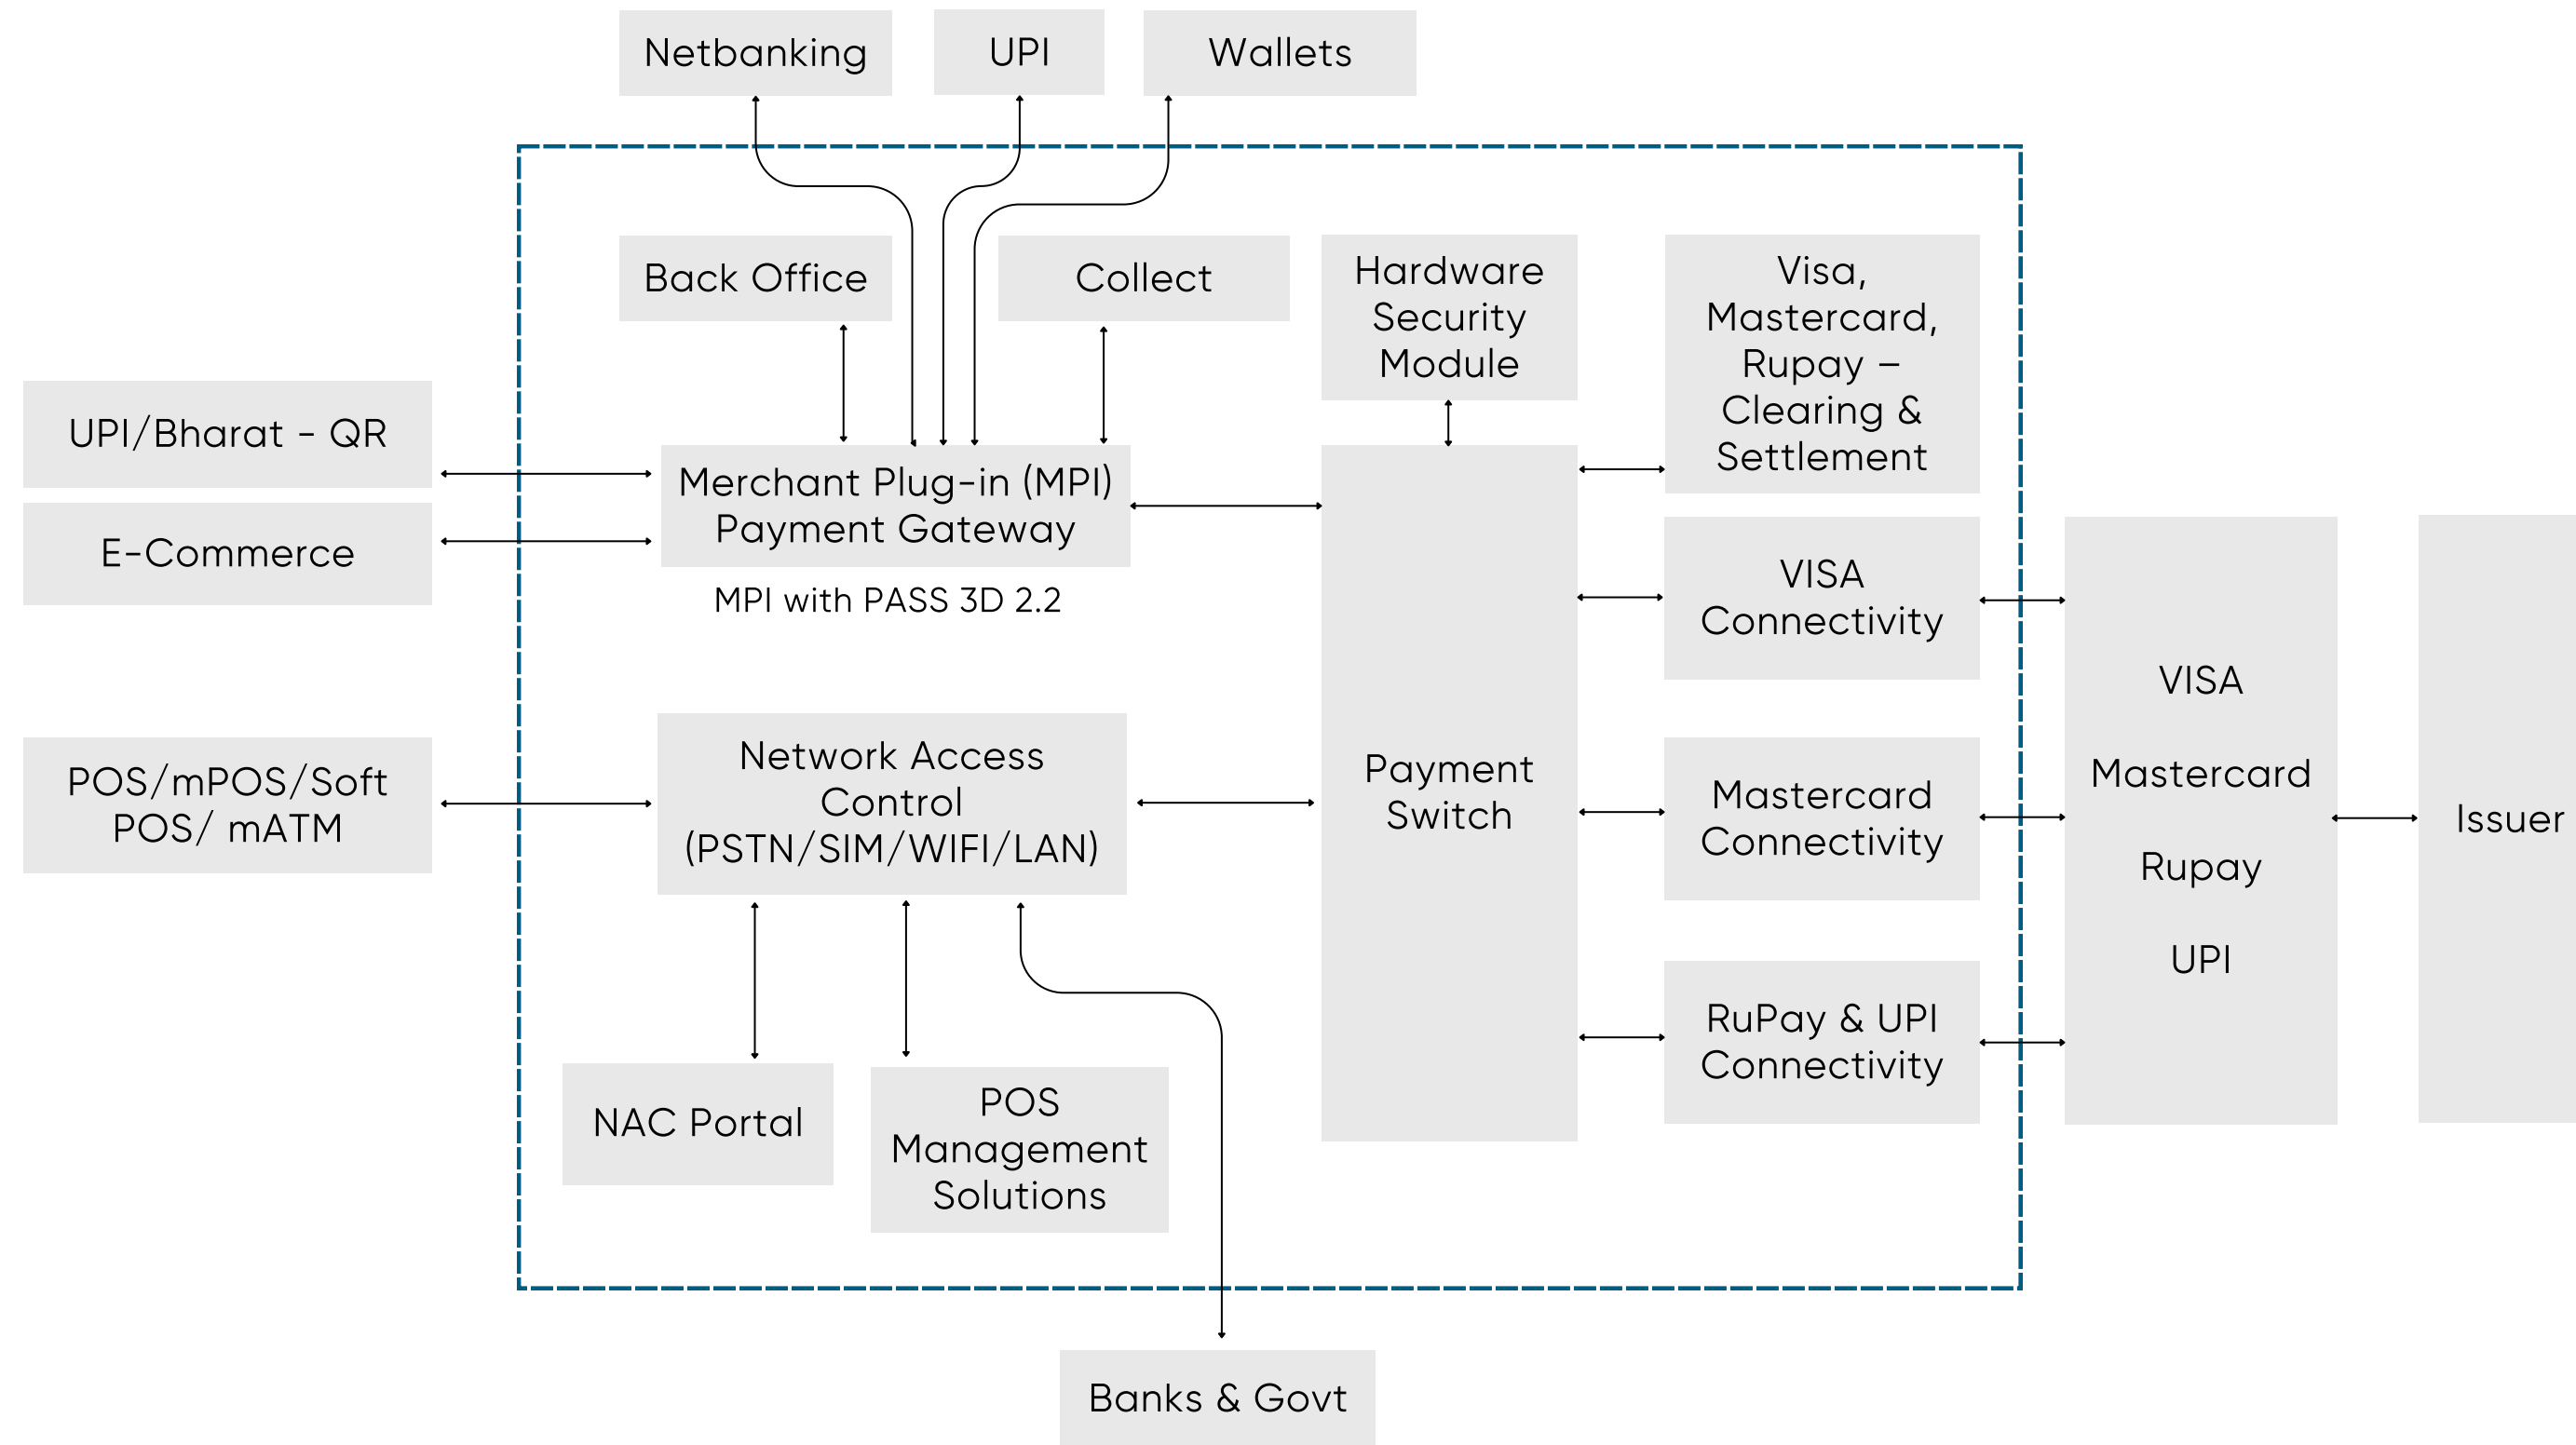 Netbanking
UPI
Wallets
Back Office
Collect
Hardware
Security
Module
Visa,
Mastercard,
Rupay –
Clearing &
Settlement
UPI/Bharat - QR
E-Commerce
Merchant Plug-in (MPI)
Payment Gateway
MPI with PASS 3D 2.2
VISA
Connectivity
POS/mPOS/Soft
POS/ mATM
Network Access
Control
(PSTN/SIM/WIFI/LAN)
Payment
Switch
Mastercard
Connectivity
RuPay & UPI
Connectivity
VISA
Mastercard
Rupay
UPI
Issuer
NAC Portal
POS
Management
Solutions
Banks & Govt